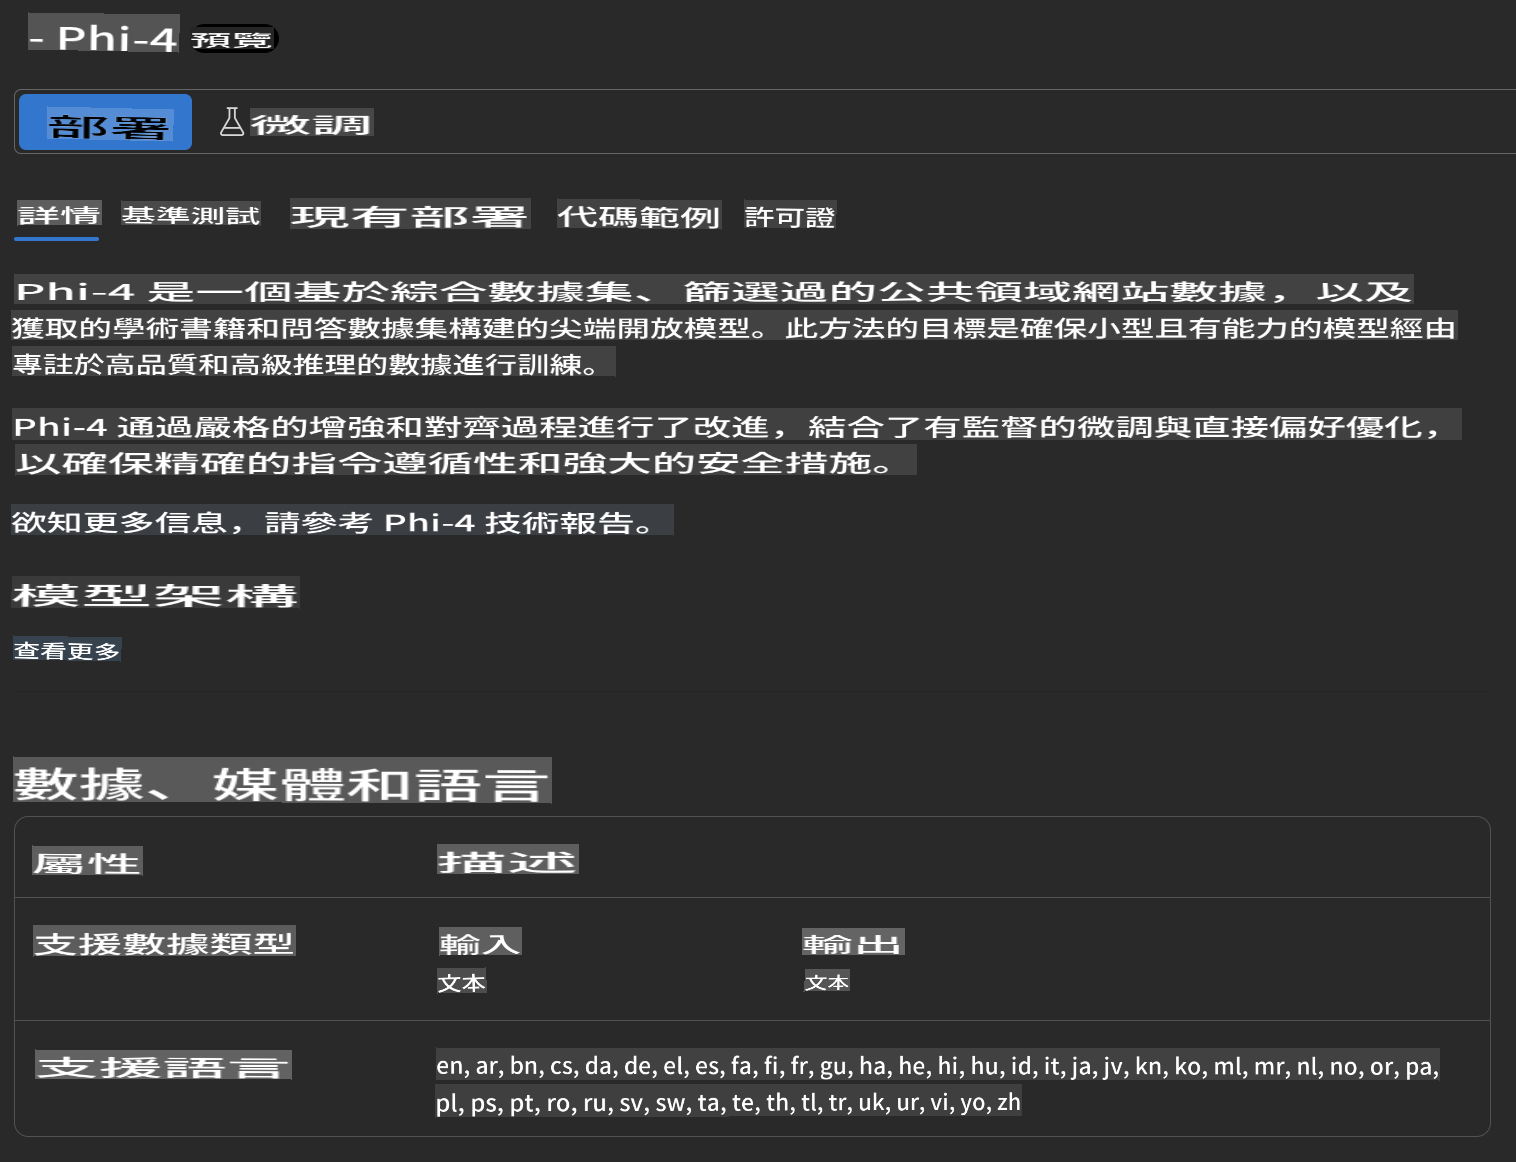 - Phi-4 預覽
部署 微調
詳情 基準測試 現有部署 代碼範例 許可證
Phi-4 是一個基於綜合數據集、篩選過的公共領域網站數據，以及
獲取的學術書籍和問答數據集構建的尖端開放模型。此方法的目標是確保小型且有能力的模型經由
專註於高品質和高級推理的數據進行訓練。
Phi-4 通過嚴格的增強和對齊過程進行了改進，結合了有監督的微調與直接偏好優化，
以確保精確的指令遵循性和強大的安全措施。
欲知更多信息，請參考 Phi-4 技術報告。
模型架構
查看更多
數據、媒體和語言
屬性 描述
支援數據類型 輸入 輸出
文本 文本
支援語言 en, ar, bn, cs, da, de, el, es, fa, fi, fr, gu, ha, he, hi, hu, id, it, ja, jv, kn, ko, ml, mr, nl, no, or, pa,
pl, ps, pt, ro, ru, sv, sw, ta, te, th, tl, tr, uk, ur, vi, yo, zh